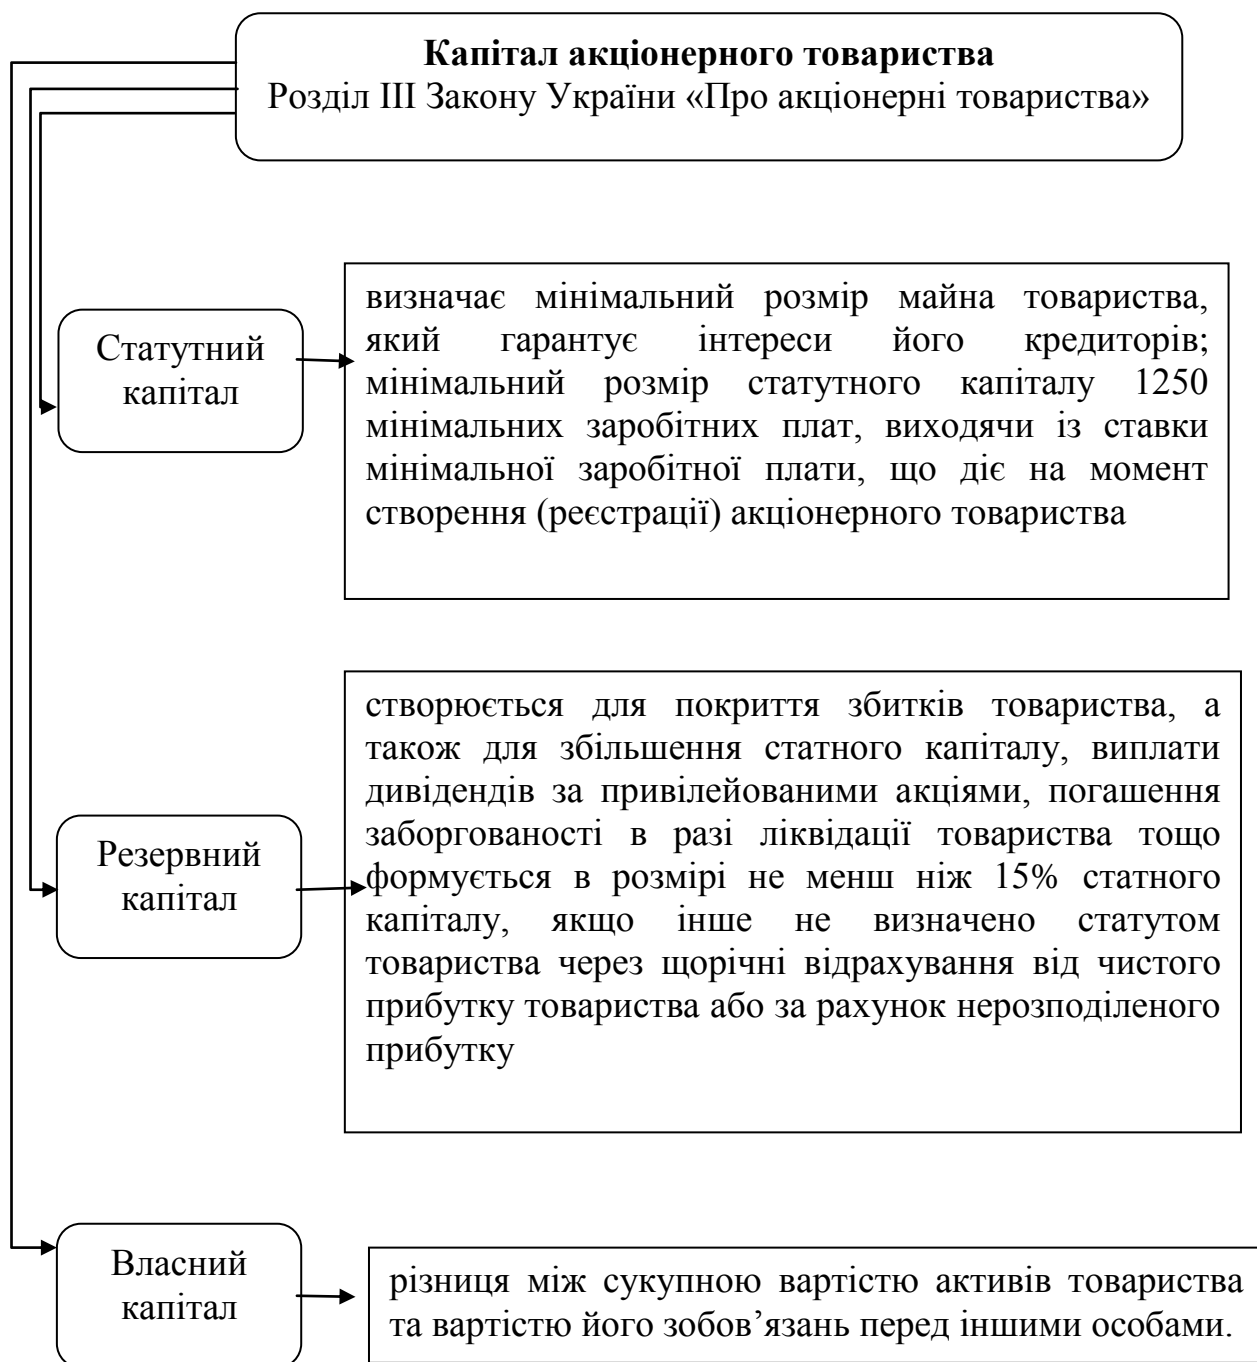 Капітал акціонерного товариства
Розділ ІІІ Закону України «Про акціонерні товариства»
Статутний
капітал
визначає мінімальний розмір майна товариства,
який гарантує інтереси його кредиторів;
мінімальний розмір статутного капіталу 1250
мінімальних заробітних плат, виходячи із ставки
мінімальної заробітної плати, що діє на момент
створення (реєстрації) акціонерного товариства
Резервний
капітал
створюється для покриття збитків товариства, а
також для збільшення статного капіталу, виплати
дивідендів за привілейованими акціями, погашення
заборгованості в разі ліквідації товариства тощо
формується в розмірі не менш ніж 15% статного
капіталу, якщо інше не визначено статутом
товариства через щорічні відрахування від чистого
прибутку товариства або за рахунок нерозподіленого
прибутку
Власний
капітал
різниця між сукупною вартістю активів товариства
та вартістю його зобов’язань перед іншими особами.